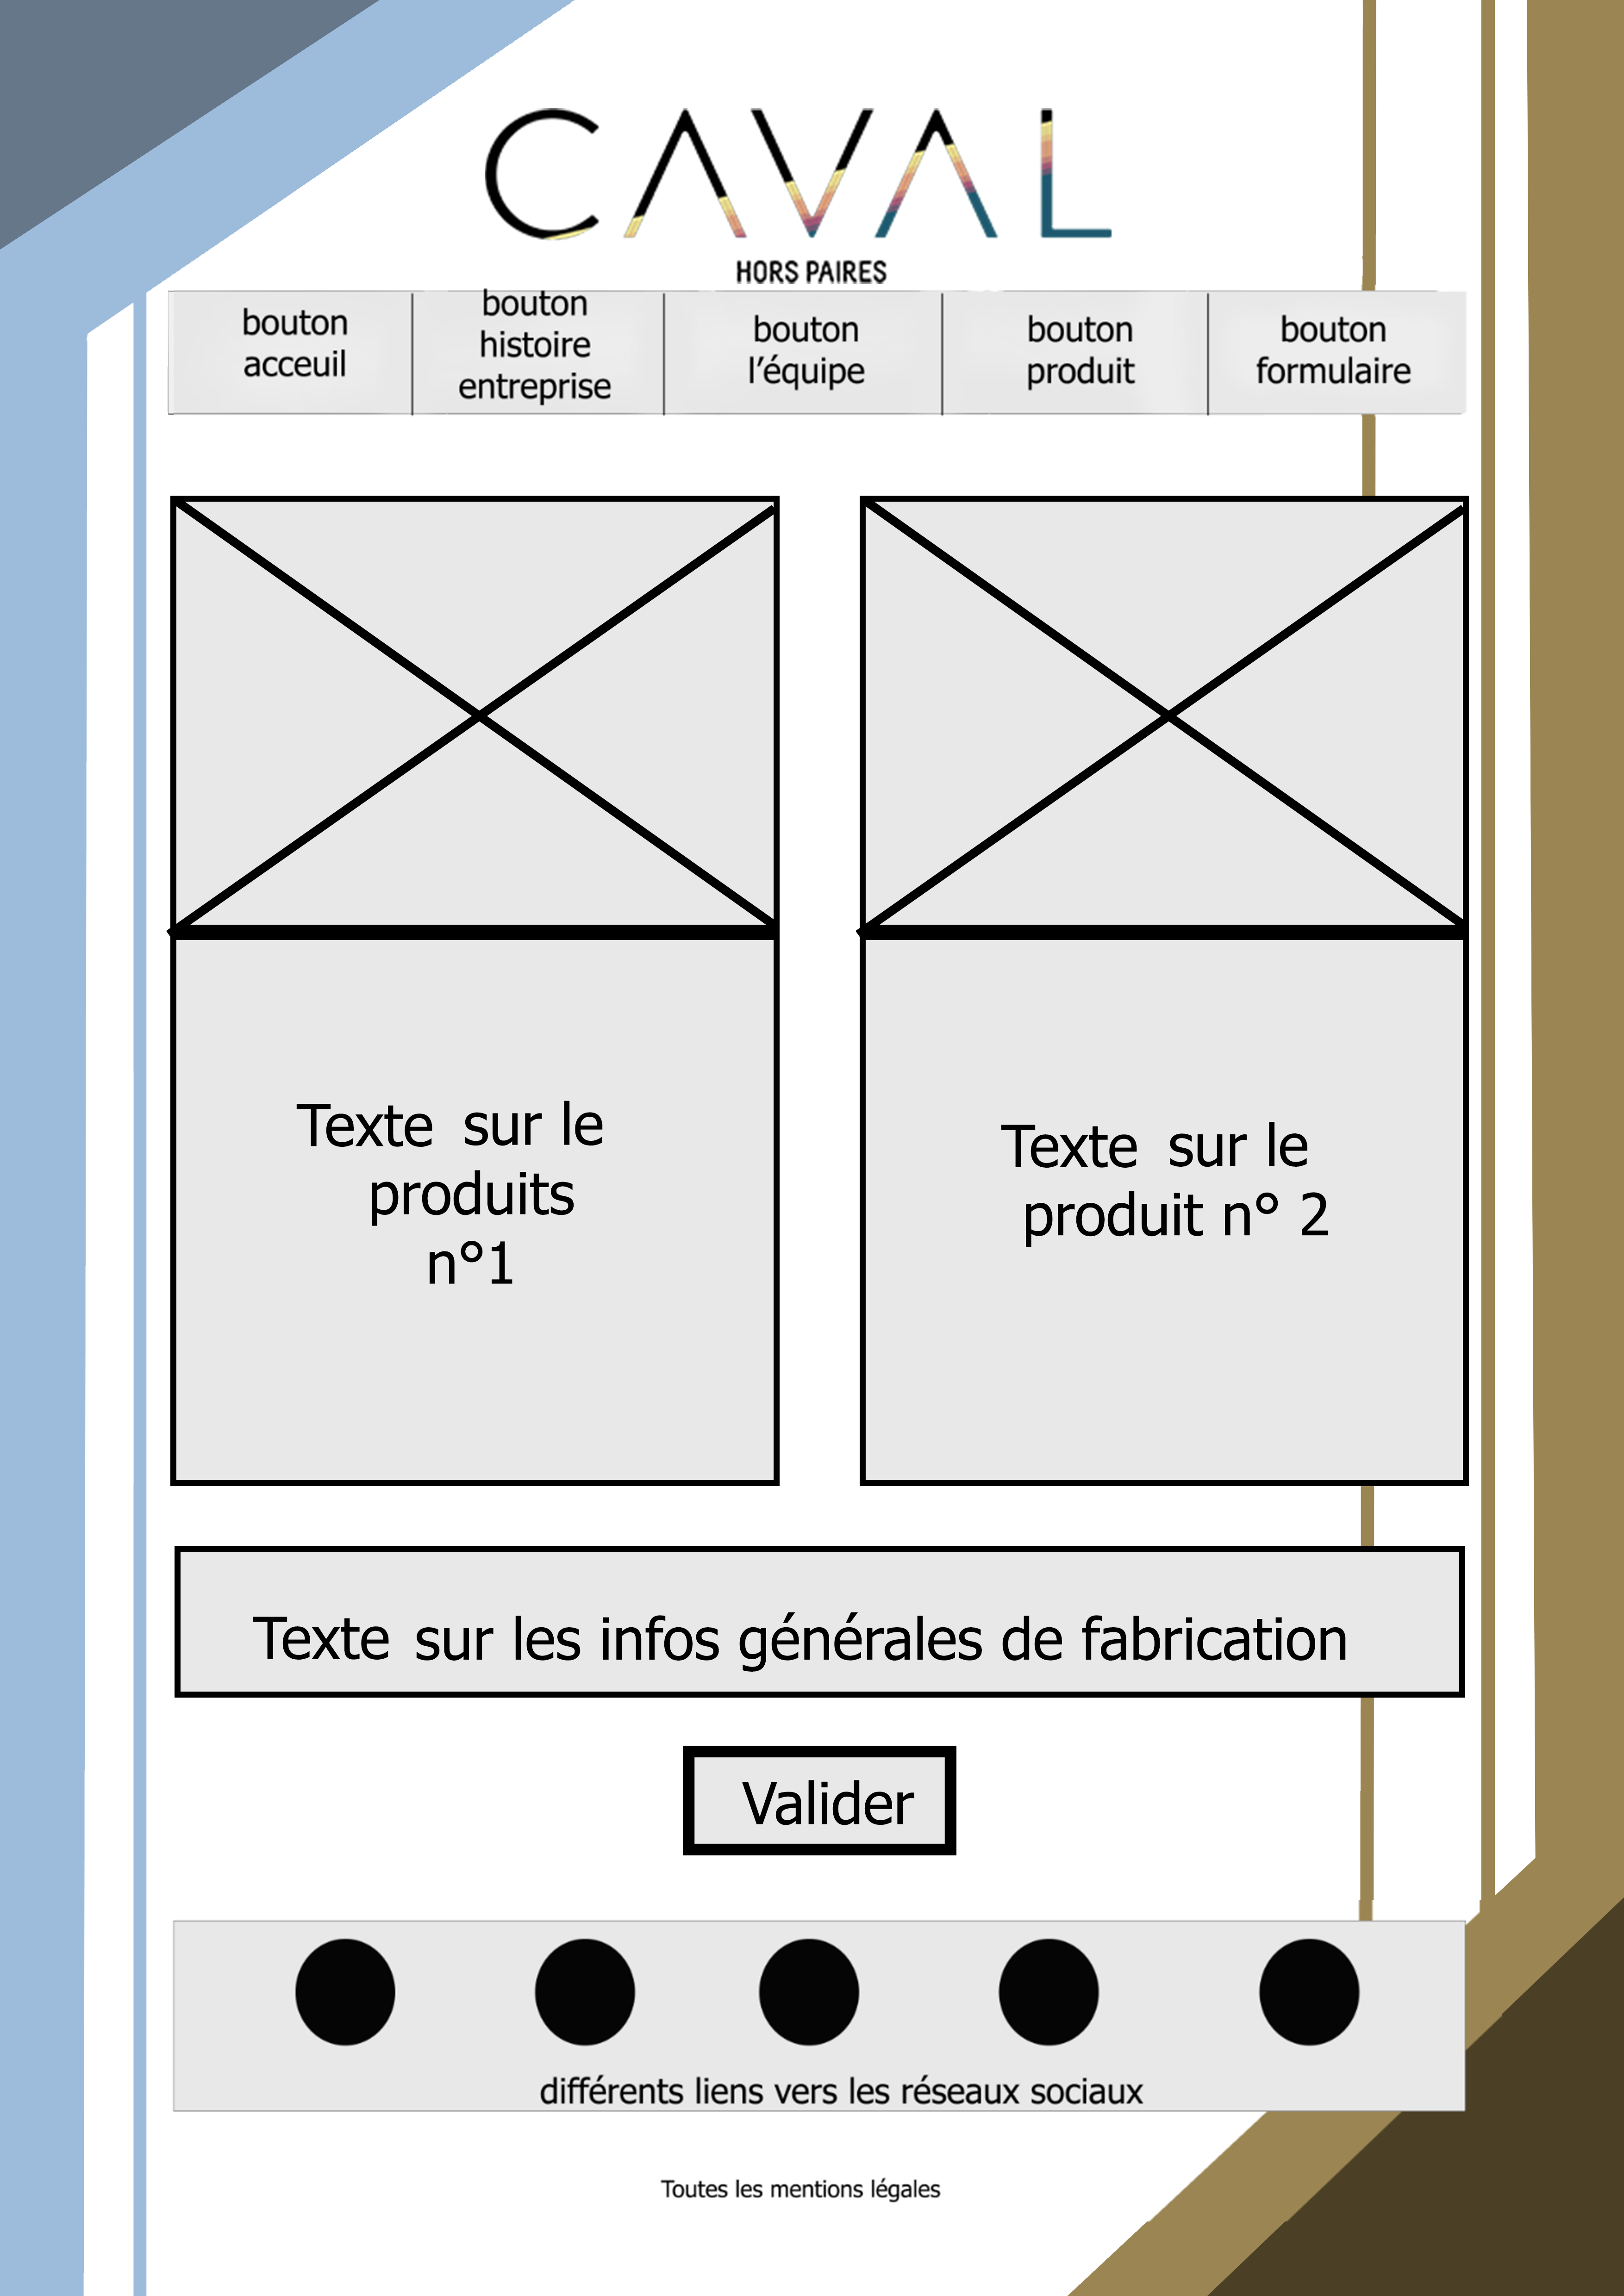 CAVAL
HORS PAIRES
bouton
acceuil
bouton
histoire
entreprise
bouton
l'équipe
bouton
produit
bouton
formulaire
Texte sur le
produits
n°1
Texte sur le
produit n° 2
Texte sur les infos générales de fabrication
Valider
différents liens vers les réseaux sociaux
Toutes les mentions légales